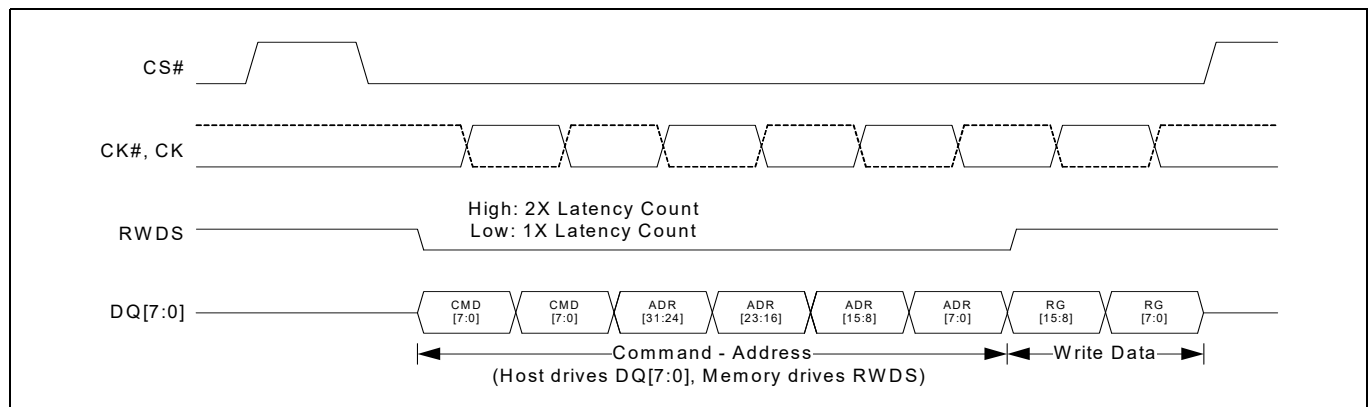 CS#
CK#, CK
High: 2X Latency Count
Low: 1X Latency Count
RWDS
DQ[7:0]
CMD [7:0]
CMD [7:0]
ADR [31:24]
ADR [23:16]
ADR [15:8]
ADR [7:0]
RG [15:8]
RG [7:0]
Command - Address
Write Data
(Host drives DQ[7:0], Memory drives RWDS)